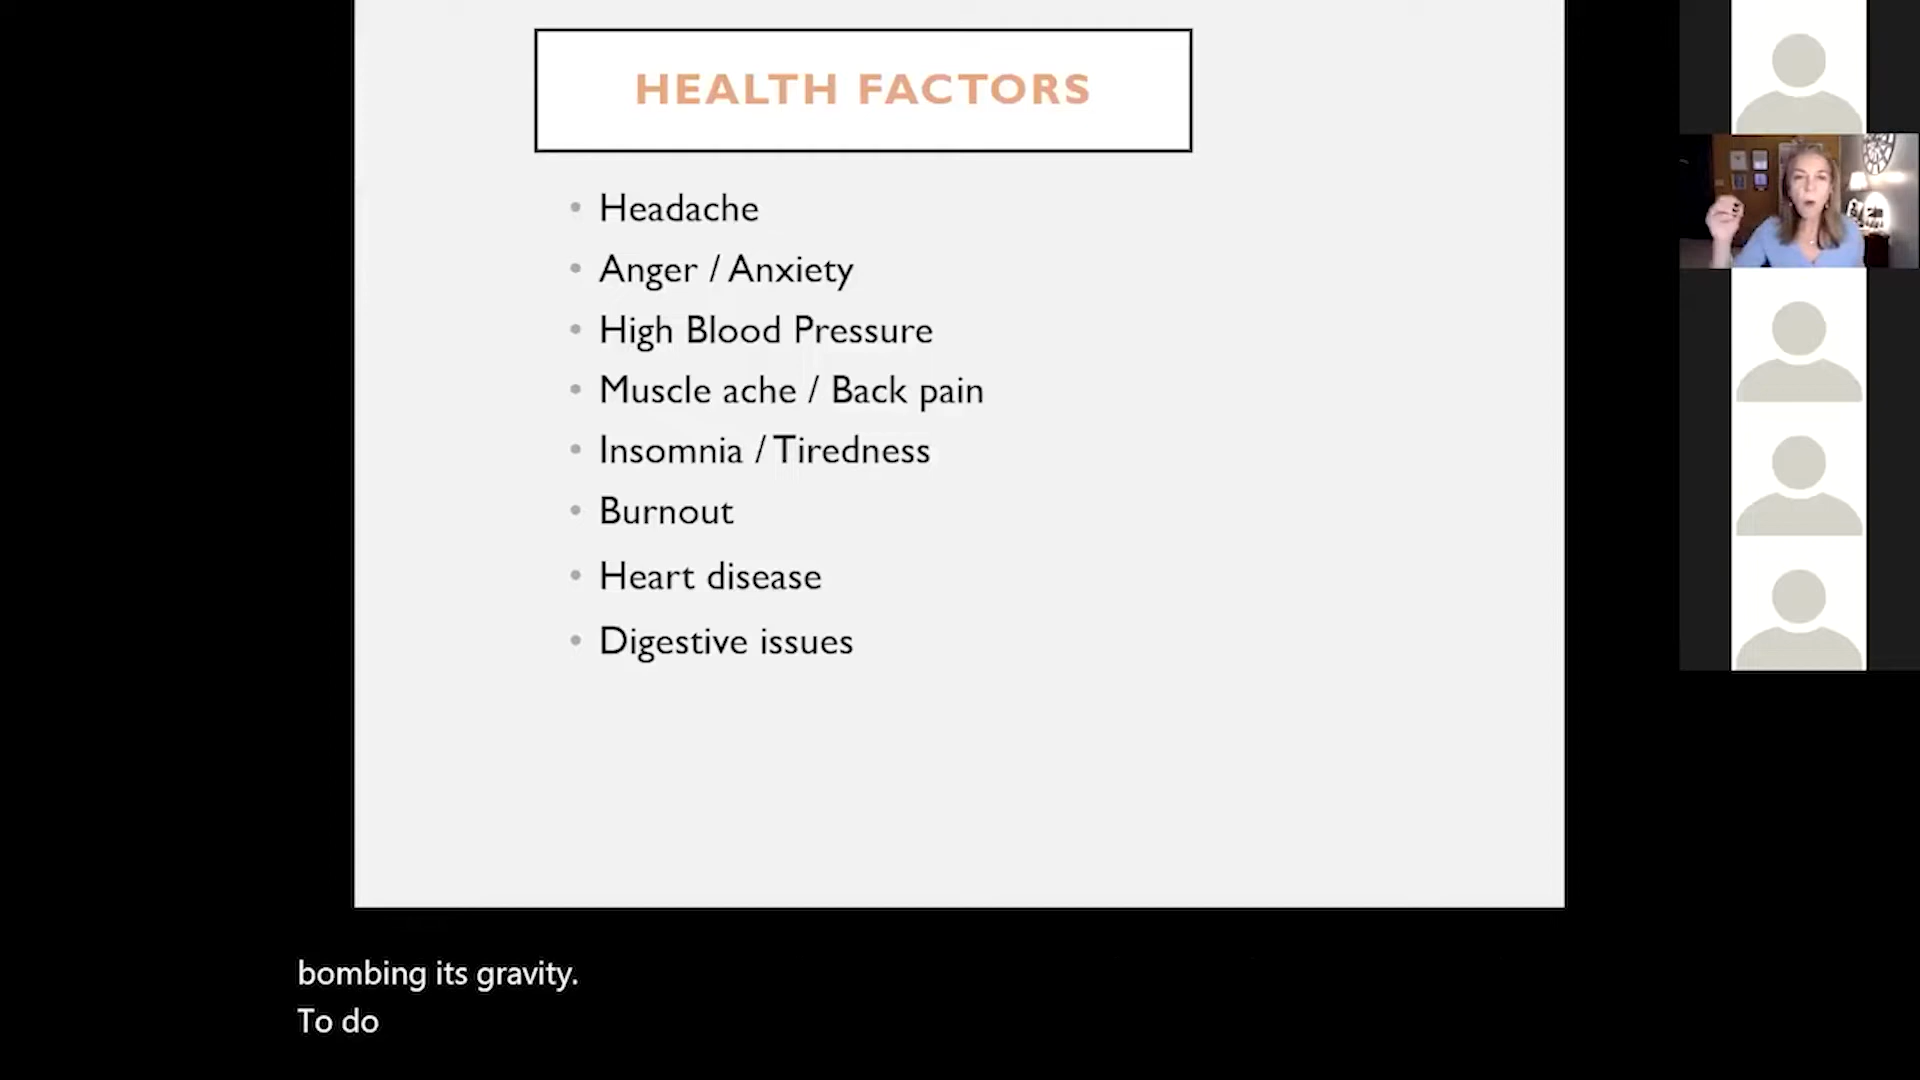 HEALTH FACTORS
• Headache
• Anger / Anxiety
• High Blood Pressure
• Muscle ache / Back pain
• Insomnia / Tiredness
• Burnout
• Heart disease
• Digestive issues
bombing its gravity.
To do